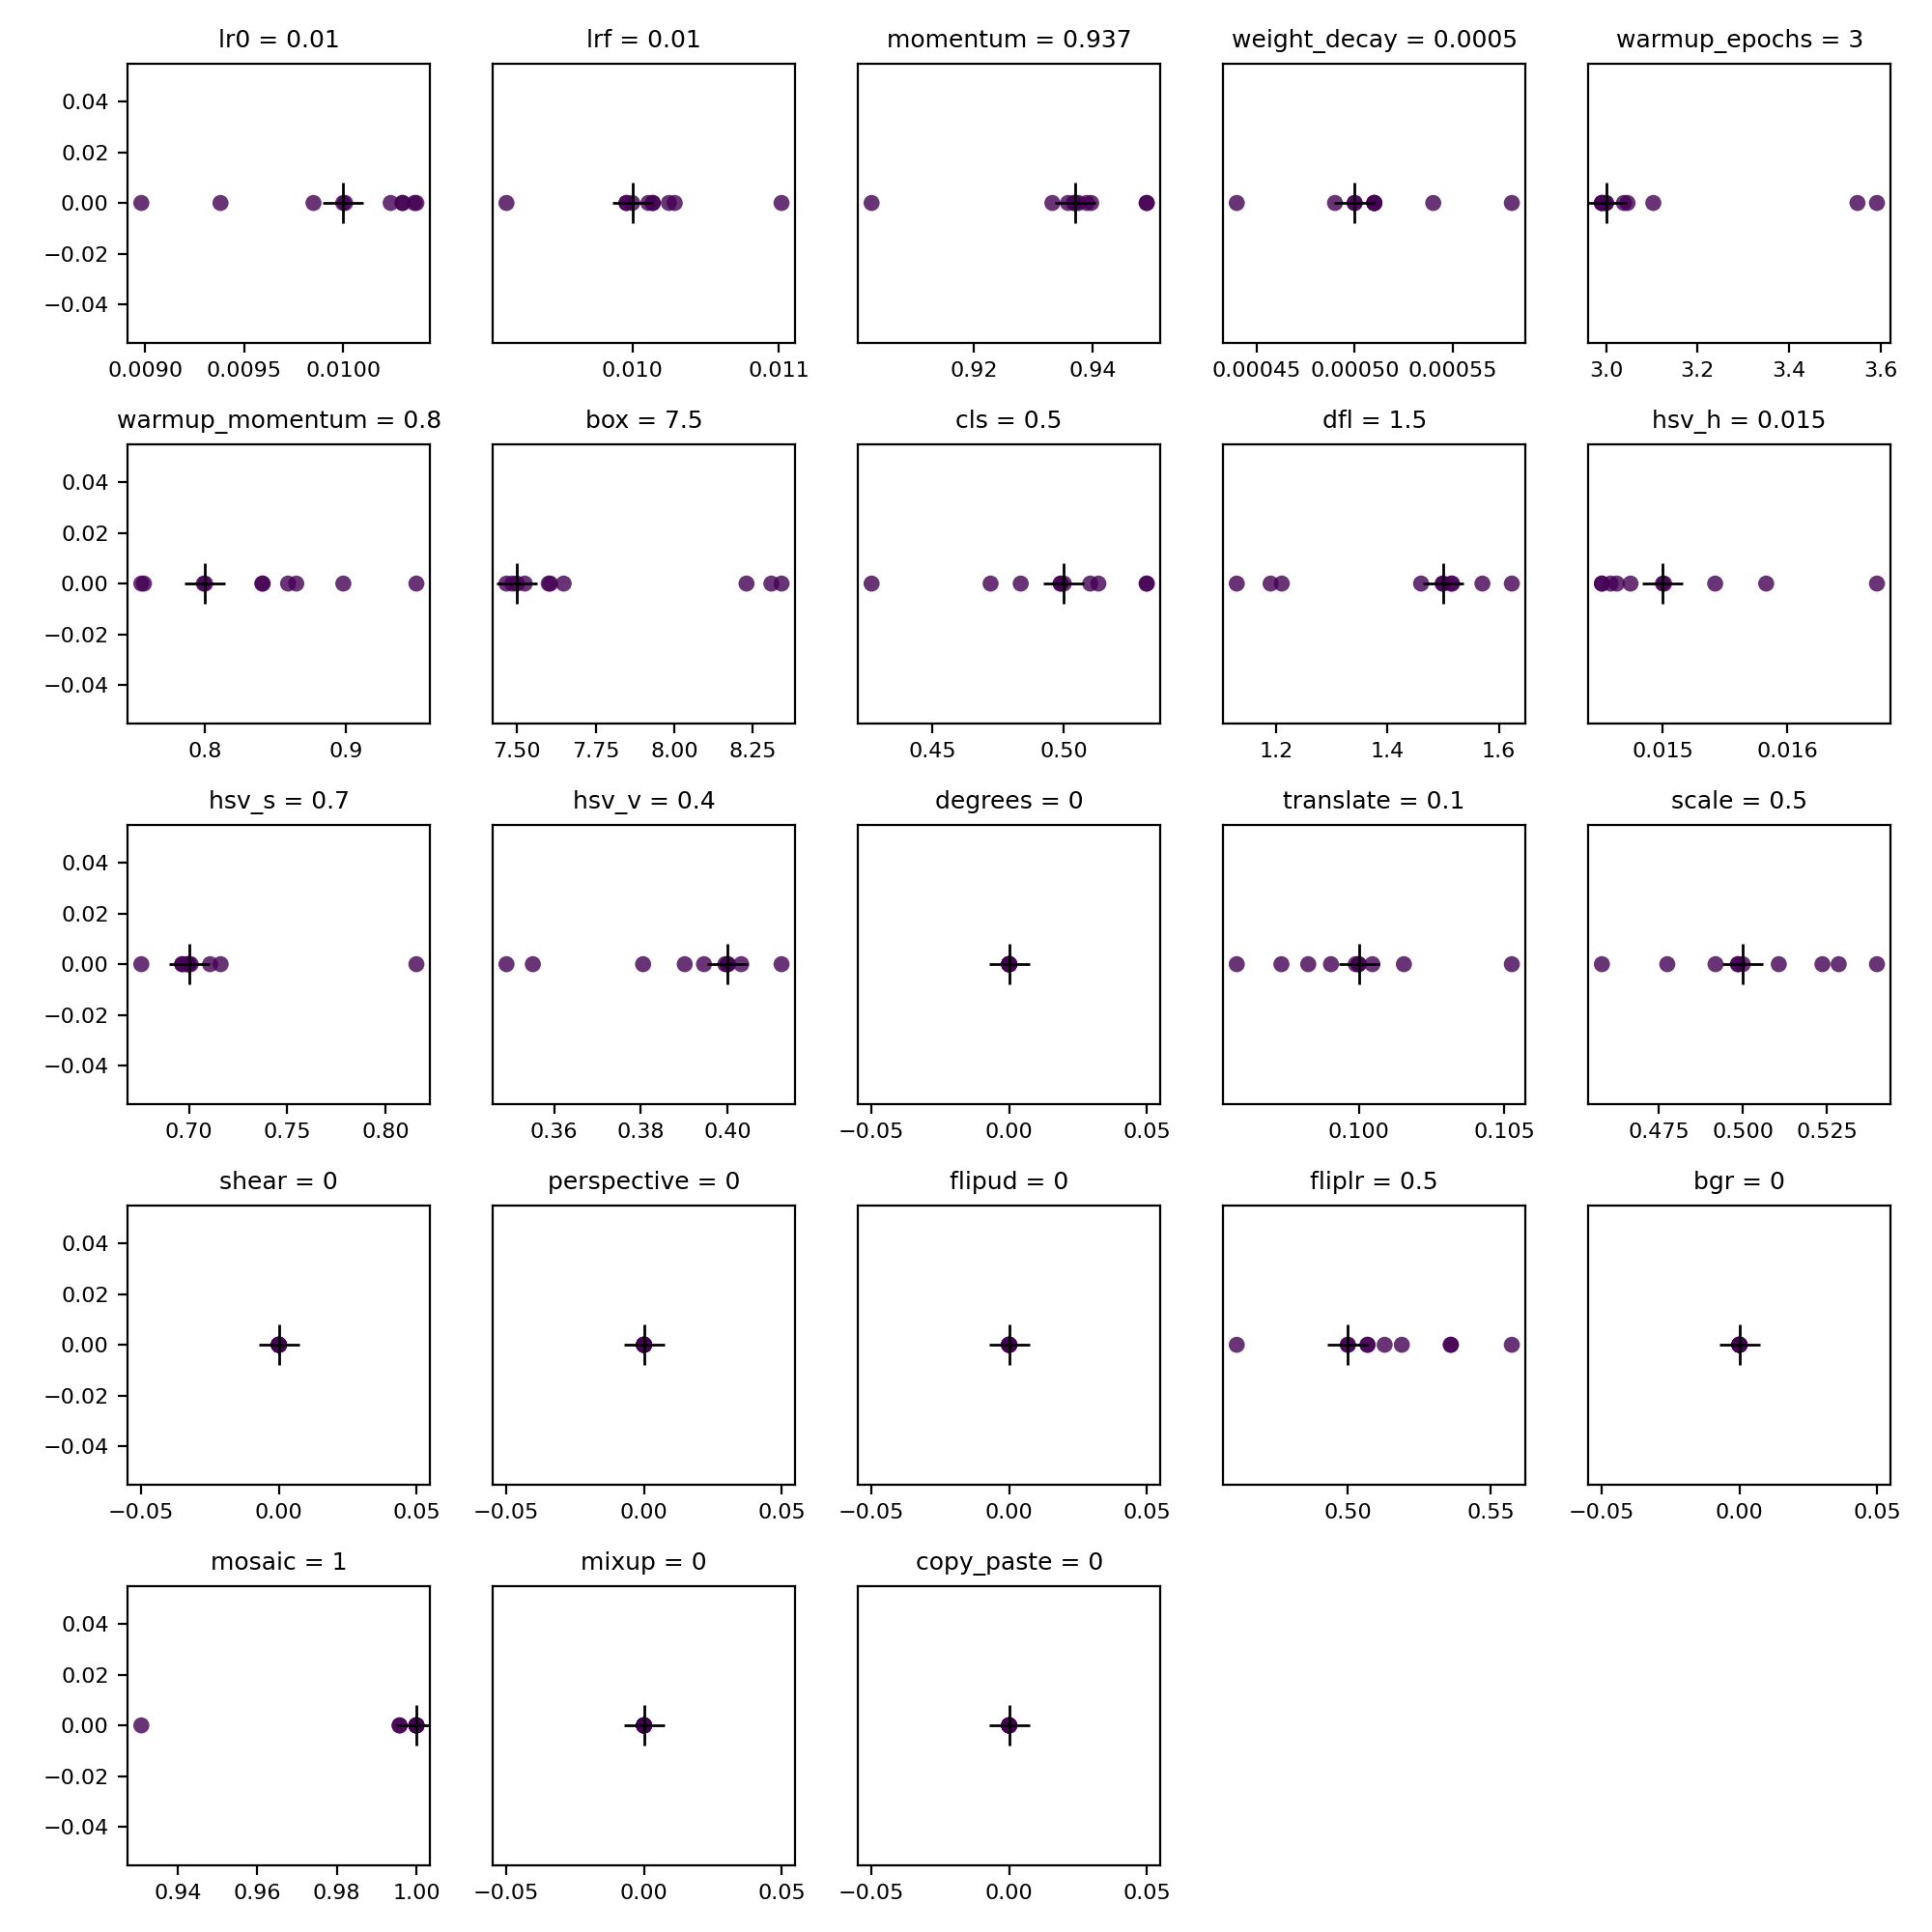 lr0 = 0.01 lrf = 0.01 momentum = 0.937 weight_decay = 0.0005 warmup_epochs = 3
0.04
0.02
0.00
−0.02
−0.04
0.0090 0.0095 0.0100 0.010 0.011 0.92 0.94 0.00045 0.00050 0.00055 3.0 3.2 3.4 3.6
warmup_momentum = 0.8 box = 7.5 cls = 0.5 dfl = 1.5 hsv_h = 0.015
0.04
0.02
0.00
−0.02
−0.04
0.8 0.9 7.50 7.75 8.00 8.25 0.45 0.50 1.2 1.4 1.6 0.015 0.016
hsv_s = 0.7 hsv_v = 0.4 degrees = 0 translate = 0.1 scale = 0.5
0.04
0.02
0.00
−0.02
−0.04
0.70 0.75 0.80 0.36 0.38 0.40 −0.05 0.00 0.05 0.100 0.105 0.475 0.500 0.525
shear = 0 perspective = 0 flipud = 0 fliplr = 0.5 bgr = 0
0.04
0.02
0.00
−0.02
−0.04
−0.05 0.00 0.05 −0.05 0.00 0.05 −0.05 0.00 0.05 0.50 0.55 −0.05 0.00 0.05
mosaic = 1 mixup = 0 copy_paste = 0
0.04
0.02
0.00
−0.02
−0.04
0.94 0.96 0.98 1.00 −0.05 0.00 0.05 −0.05 0.00 0.05